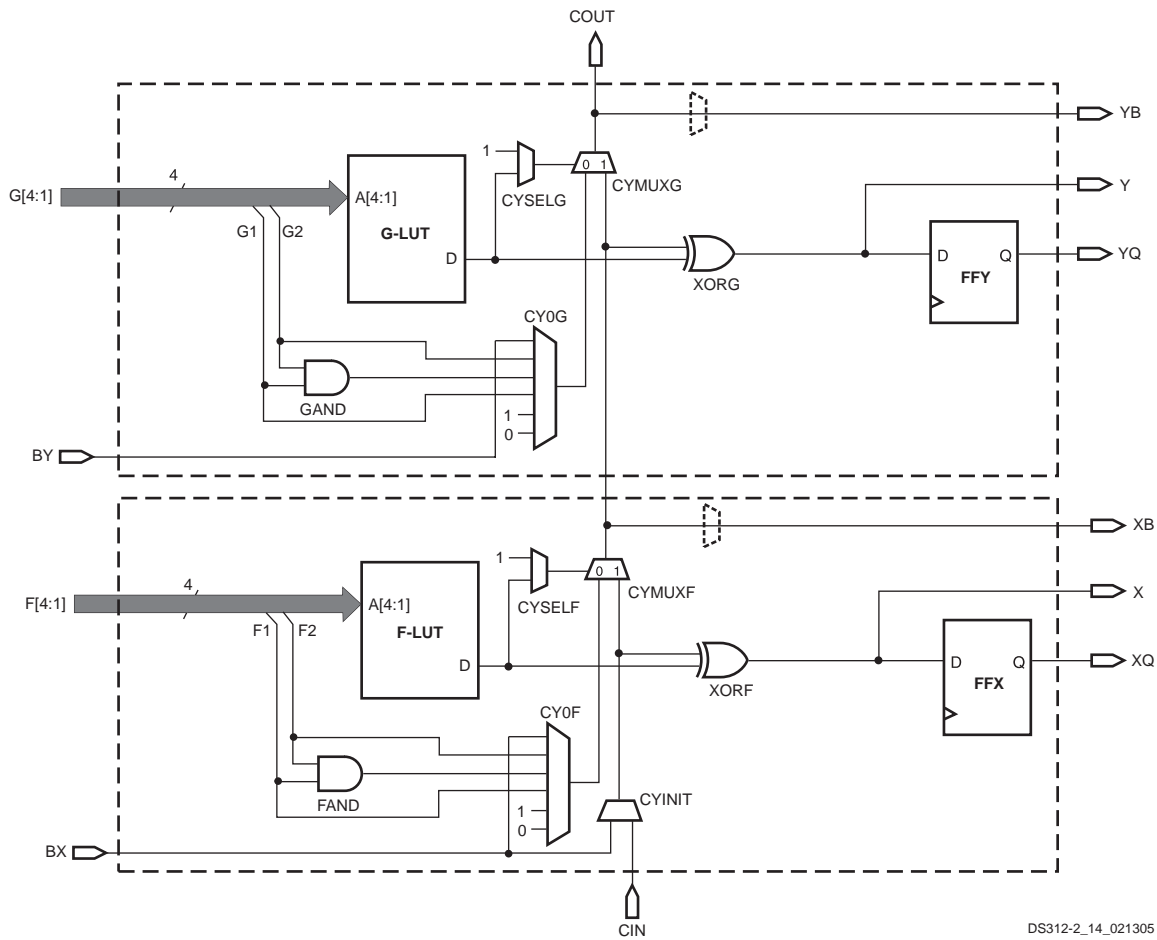 COUT
YB
4
1
0 1
G[4:1]
A[4:1]
CYSELG
CYMUXG
Y
G1
G2
G-LUT
D
XORG
D
Q
YQ
FFY
CY0G
GAND
1
0
BY
XB
1
0 1
4
CYSELF
CYMUXF
X
F[4:1]
A[4:1]
F1
F2
F-LUT
D
XORF
D
Q
XQ
FFX
CY0F
FAND
1
0
CYINIT
BX
CIN
DS312-2_14_021305